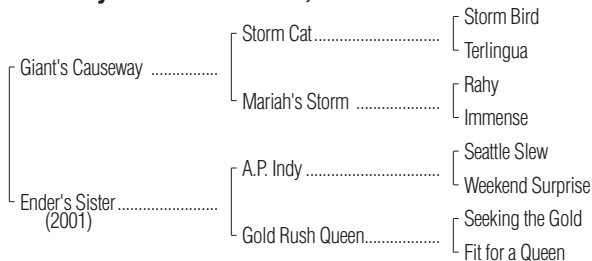 Storm Bird
Storm Cat........................
Terlingua
Giant's Causeway ................
Rahy
Mariah's Storm .....................
Immense
Seattle Slew
A.P. Indy ..................................
Weekend Surprise
Ender's Sister........................
(2001)
Seeking the Gold
Gold Rush Queen..................
Fit for a Queen